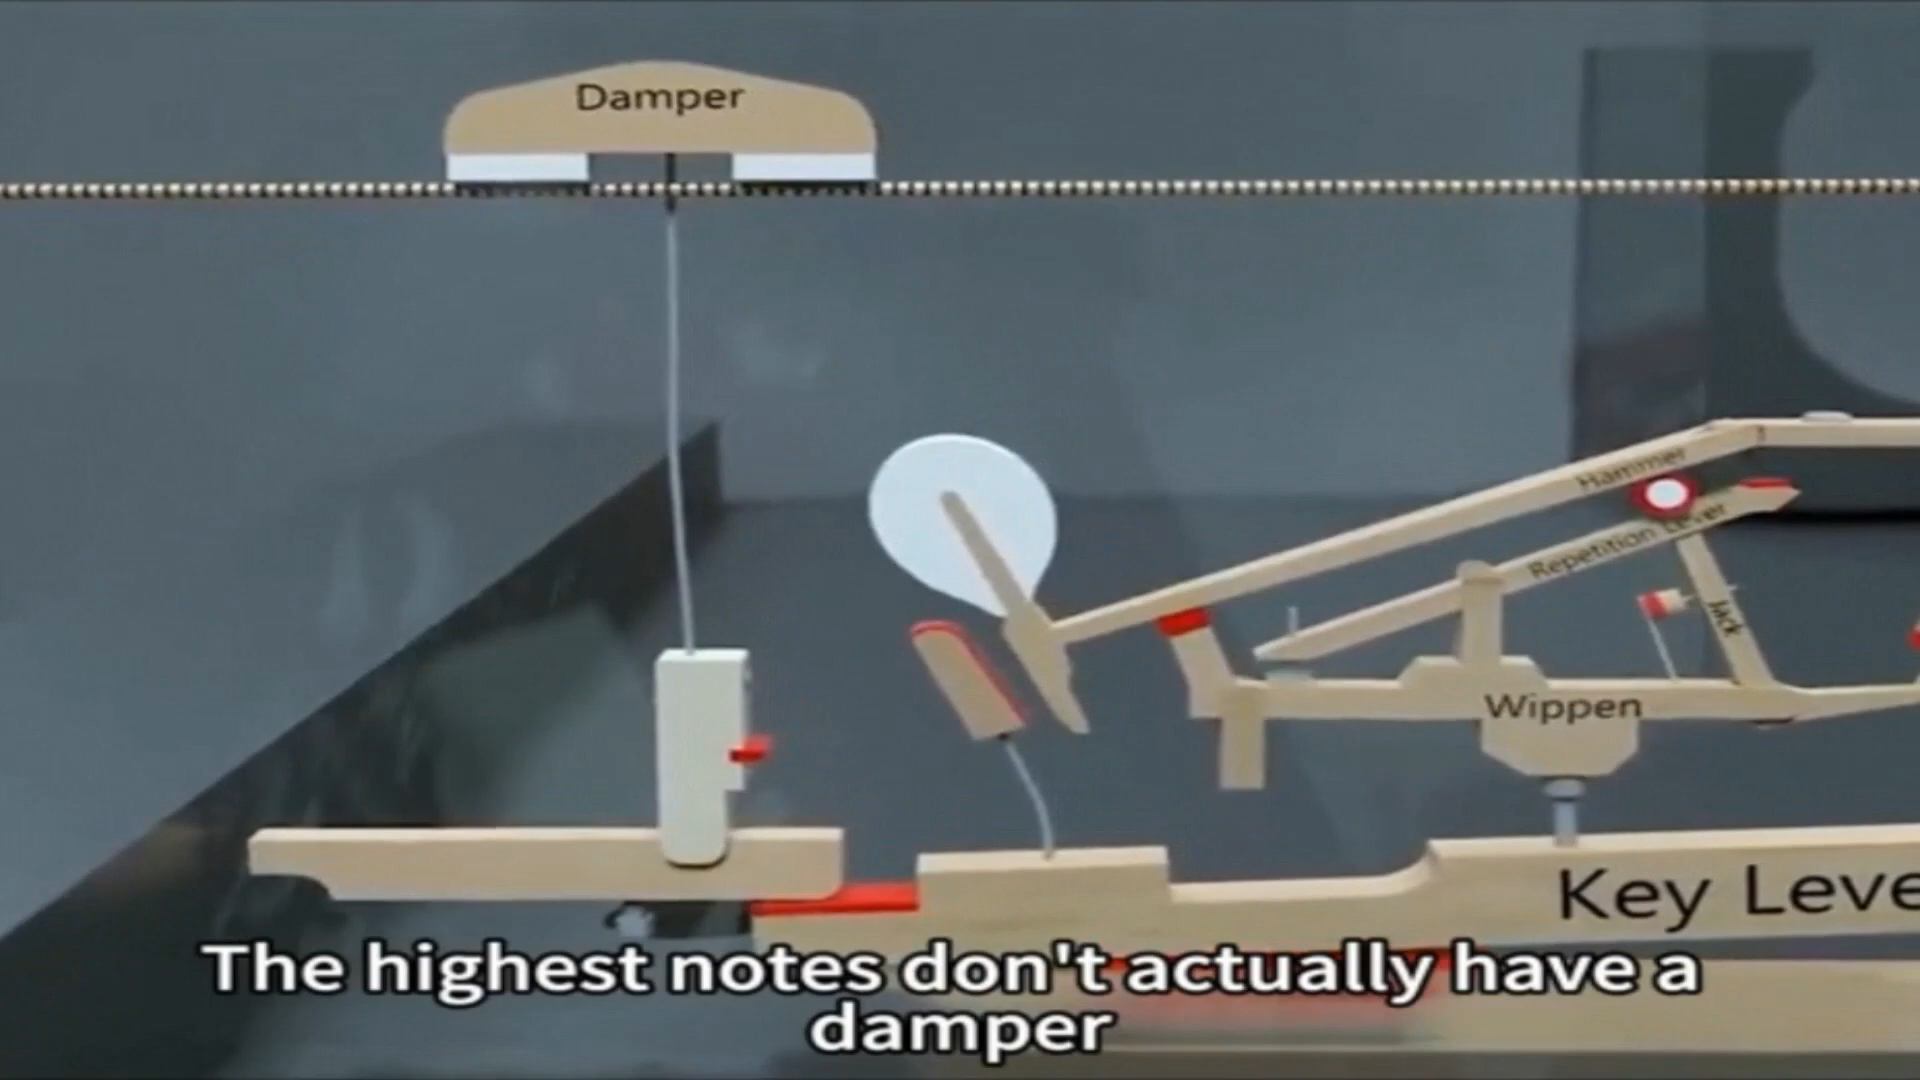 Damper
Hammer
Repetition Lever
Jack
Wippen
Key Leve
The highest notes don't actually have a
damper